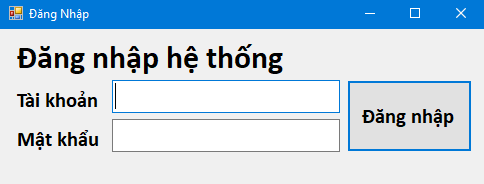 Đăng Nhập
Đăng nhập hệ thống
Tài khoản
Đăng nhập
Mật khẩu